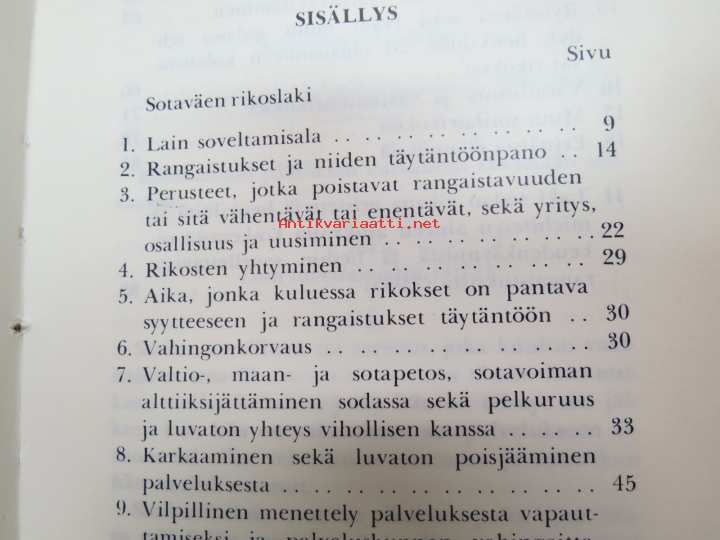 SISÄLLYS
Sivu
Sotaväen rikoslaki
1. Lain soveltamisala . . . . . . . . . . . . . . 9
2. Rangaistukset ja niiden täytäntöönpano . . 14
3. Perusteet, jotka poistavat rangaistavuuden
tai sitä vähentävät tai enentävät, sekä yritys,
Antikvariaatti.net
osallisuus ja uusiminen . . . . . . . . . . . . 22
4. Rikosten yhtyminen . . . . . . . . . . . . . . 29
5. Aika, jonka kuluessa rikokset on pantava
syytteeseen ja rangaistukset täytäntöön . . 30
6. Vahingonkorvaus . . . . . . . . . . . . . . . . 30
7. Valtio-, maan- ja sotapetos, sotavoiman
alttiiksijättäminen sodassa sekä pelkuruus
ja luvaton yhteys vihollisen kanssa . . . . . . 33
8. Karkaaminen sekä luvaton poisjääminen
palveluksesta . . . . . . . . . . . . . . . . . . 45
9. Vilpillinen menettely palveluksesta vapaut-
tamiseksi ja palveluskunnon vahingoitta-